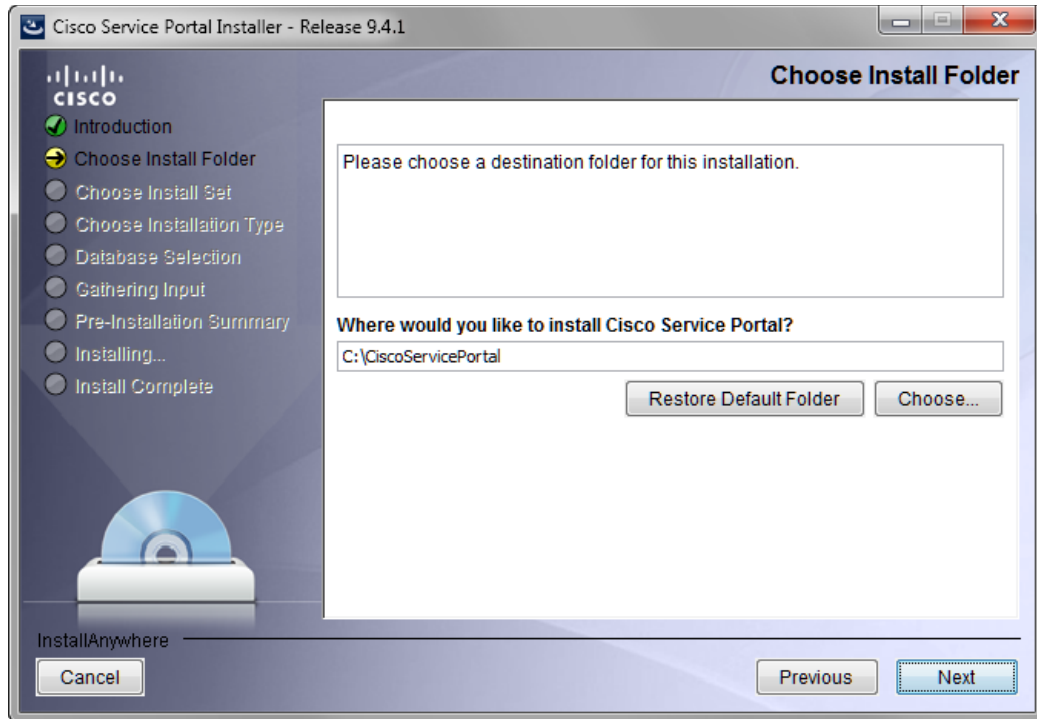 Cisco Service Portal Installer - Release 9.4.1
Choose Install Folder
CISCO
Introduction
Choose Install Folder
Choose Install Set
Choose Installation Type
Database Selection
Gathering Input
Pre-Installation Summary
Installing...
Install Complete
Please choose a destination folder for this installation.
Where would you like to install Cisco Service Portal?
C:\CiscoServicePortal
Restore Default Folder
Choose...
InstallAnywhere
Cancel
Previous
Next